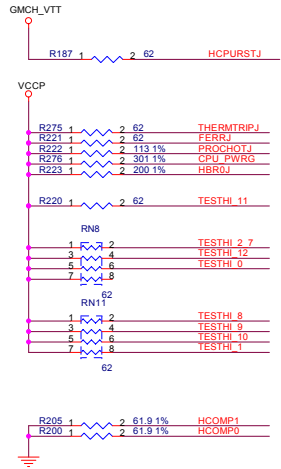 GMCH_VTT
R187 1 2 62 HCPURSTJ
VCCP
R275 1 2 62 THERMTRIPJ
R221 1 2 62 FERRJ
R222 1 2 113 1% PROCHOTJ
R276 1 2 301 1% CPU_PWRG
R223 1 2 200 1% HBR0J
R220 1 2 62 TESTHI_11
RN8
1 2 TESTHI_2_7
3 4 TESTHI_12
5 6 TESTHI_0
7 8
62
RN11
1 2 TESTHI_8
3 4 TESTHI_9
5 6 TESTHI_10
7 8 TESTHI_1
62
R205 1 2 61.9 1% HCOMP1
R200 1 2 61.9 1% HCOMP0